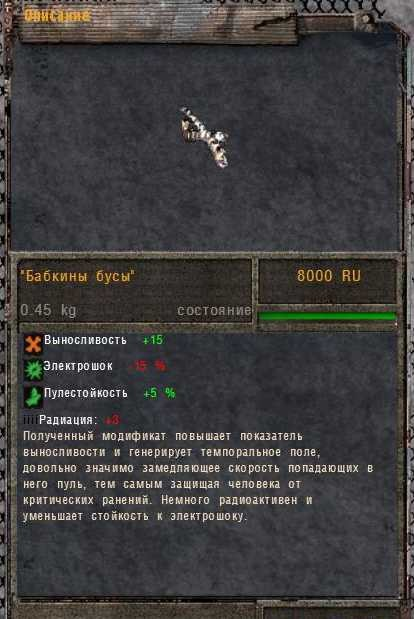 Описание
"Бабкины бусы"
8000 RU
0.45 kg
состояние
Выносливость +15
Электрошок -15 %
Пулестойкость +5 %
Радиация: +3
Полученный модификат повышает показатель
выносливости и генерирует темпоральное поле,
довольно значимо замедляющее скорость попадающих в
него пуль, тем самым защищая человека от
критических ранений. Немного радиоактивен и
уменьшает стойкость к электрошоку.